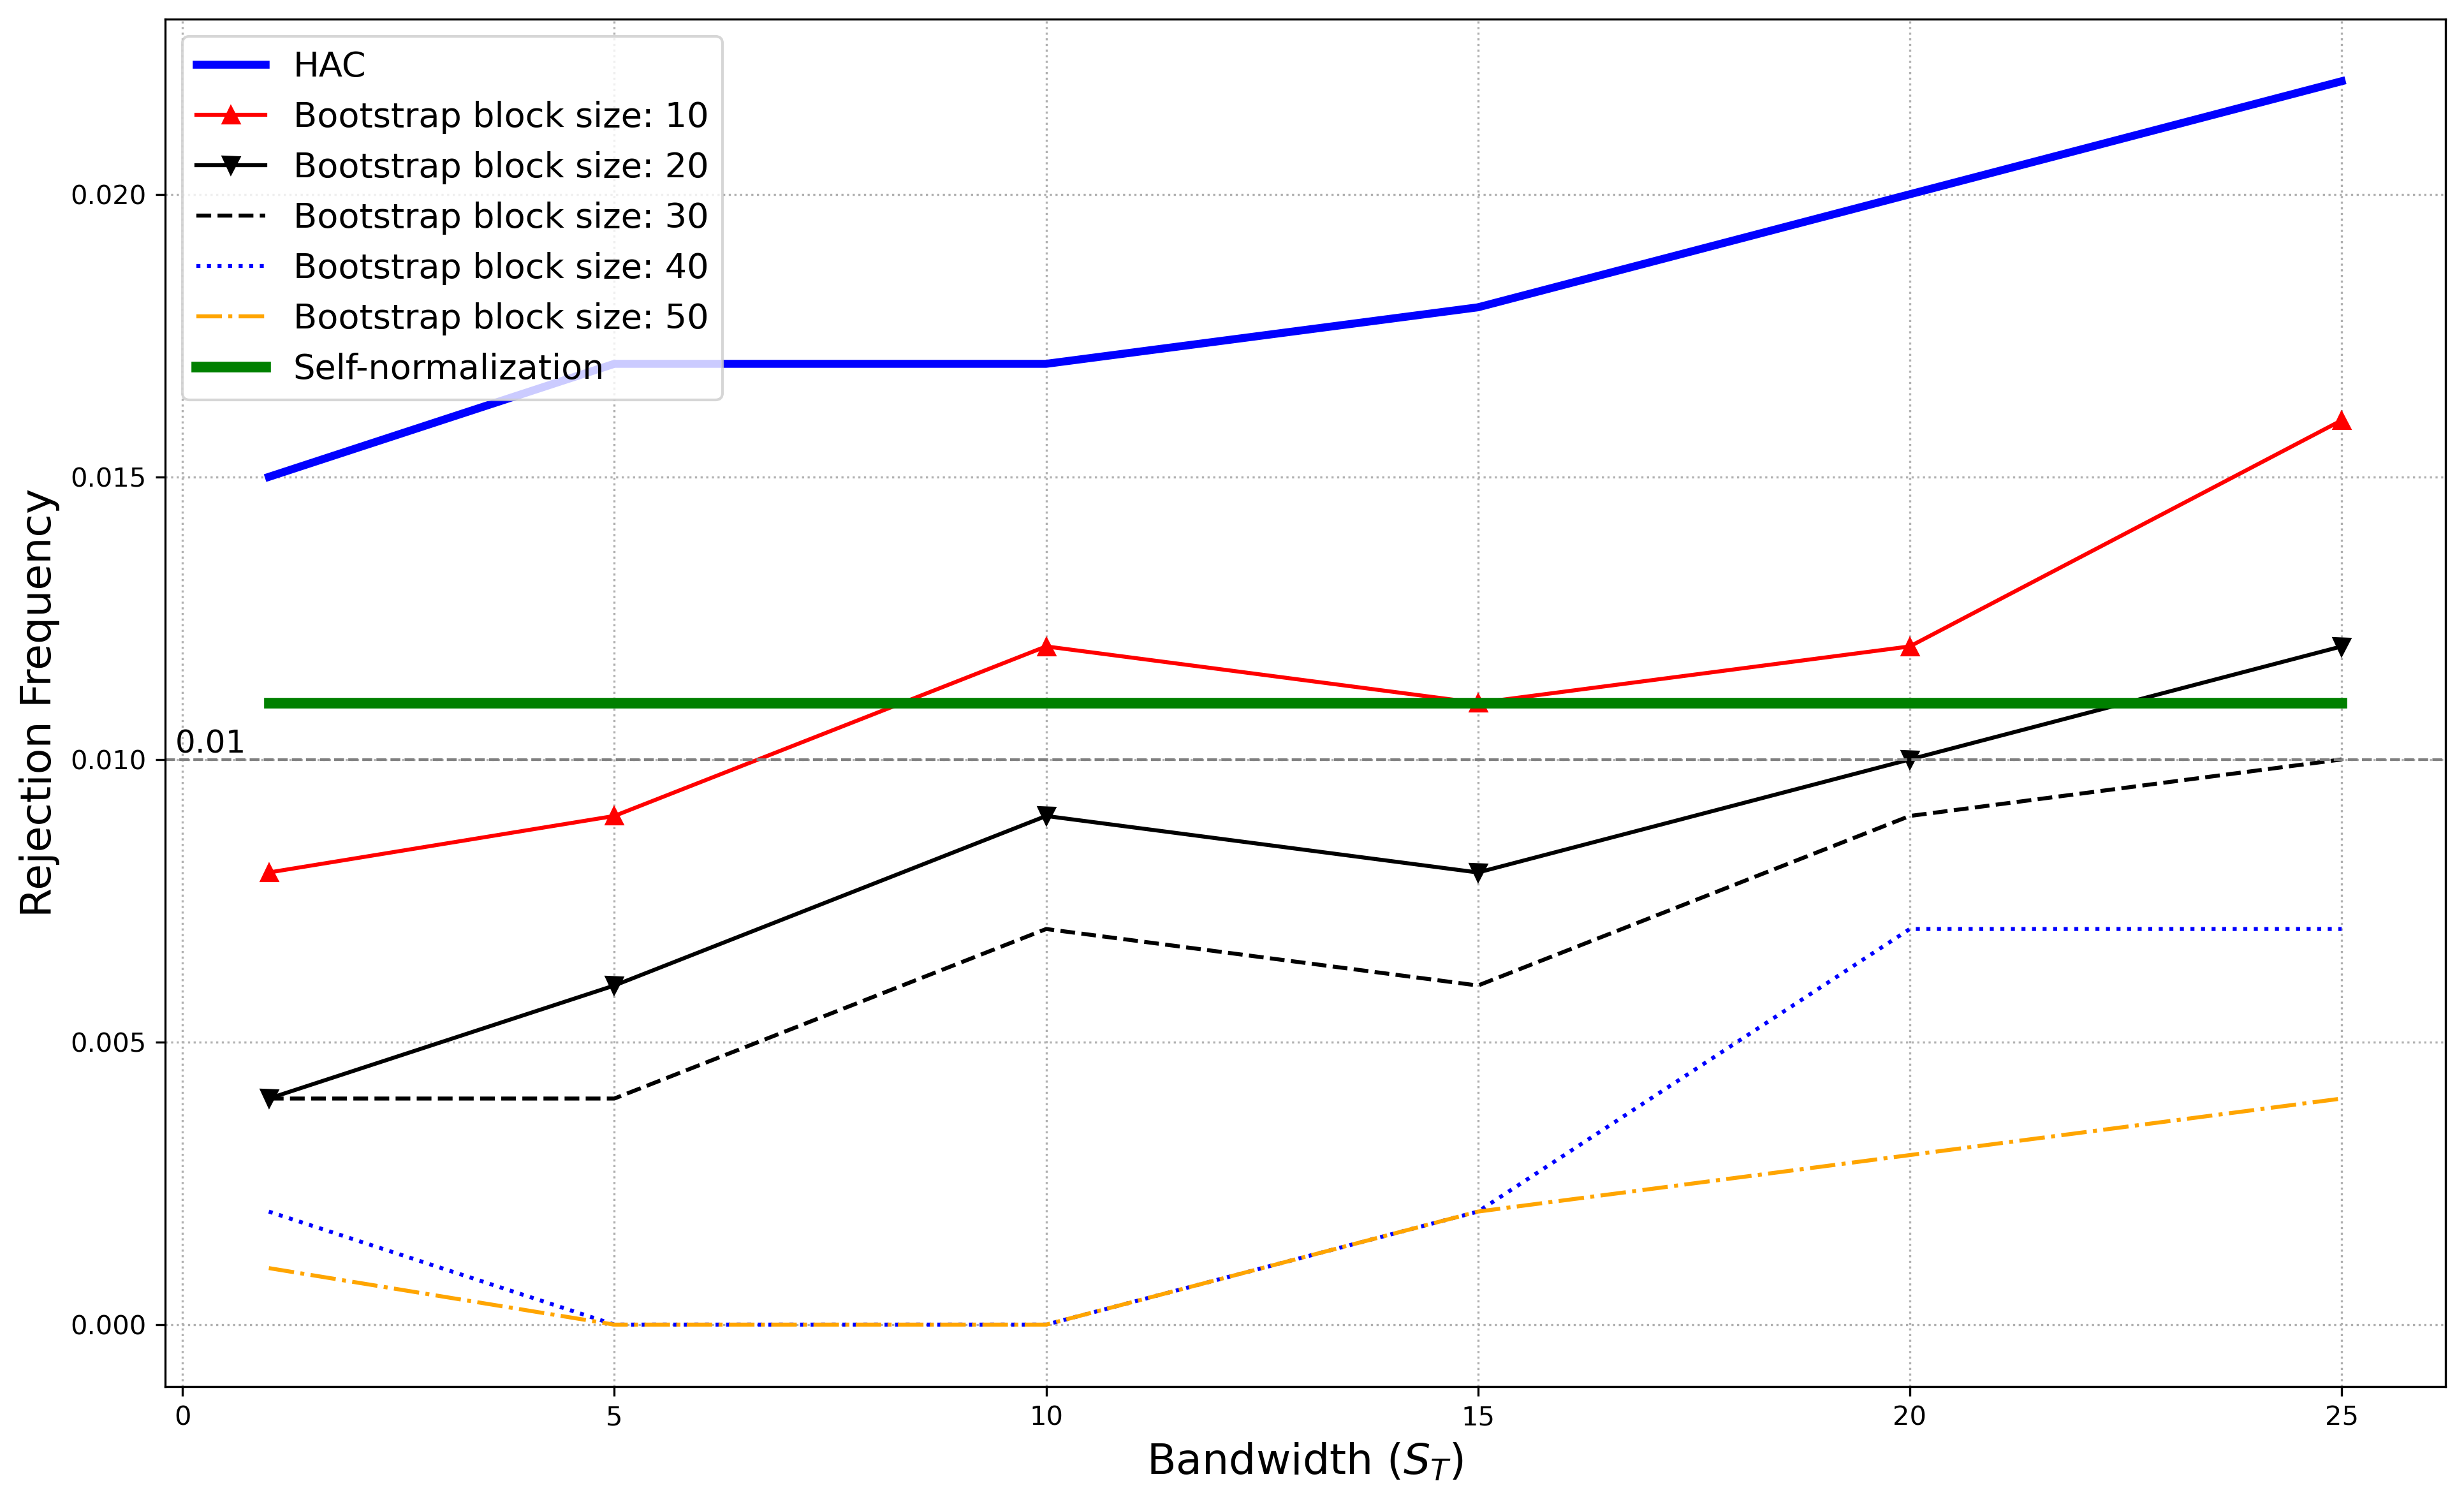 HAC
Bootstrap block size: 10
Bootstrap block size: 20
Bootstrap block size: 30
Bootstrap block size: 40
Bootstrap block size: 50
Self-normalization
Rejection Frequency
0.020
0.015
0.01
0.010
0.005
0.000
0 5 10 15 20 25
Bandwidth (S_T)